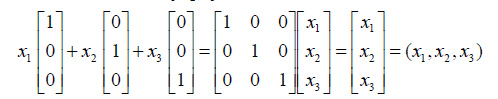 x₁ [1 0 0]ᵀ + x₂ [0 1 0]ᵀ + x₃ [0 0 1]ᵀ = [1 0 0; 0 1 0; 0 0 1] [x₁; x₂; x₃] = [x₁; x₂; x₃] = (x₁, x₂, x₃)